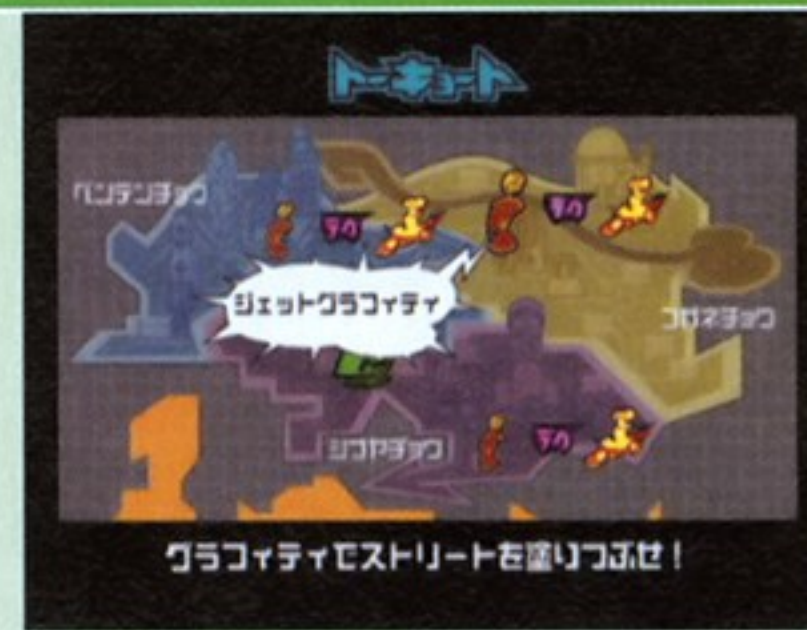 トーキョート
ベンテンチョウ
テク
テク
ジェットグラフィティ
コガネチョウ
シブヤチョウ
テク
グラフィティでストリートを塗りつぶせ！